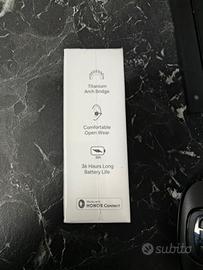 Titanium
Arch Bridge
Comfortable
Open Wear
36 Hours Long
Battery Life
HONOR Connect
subito